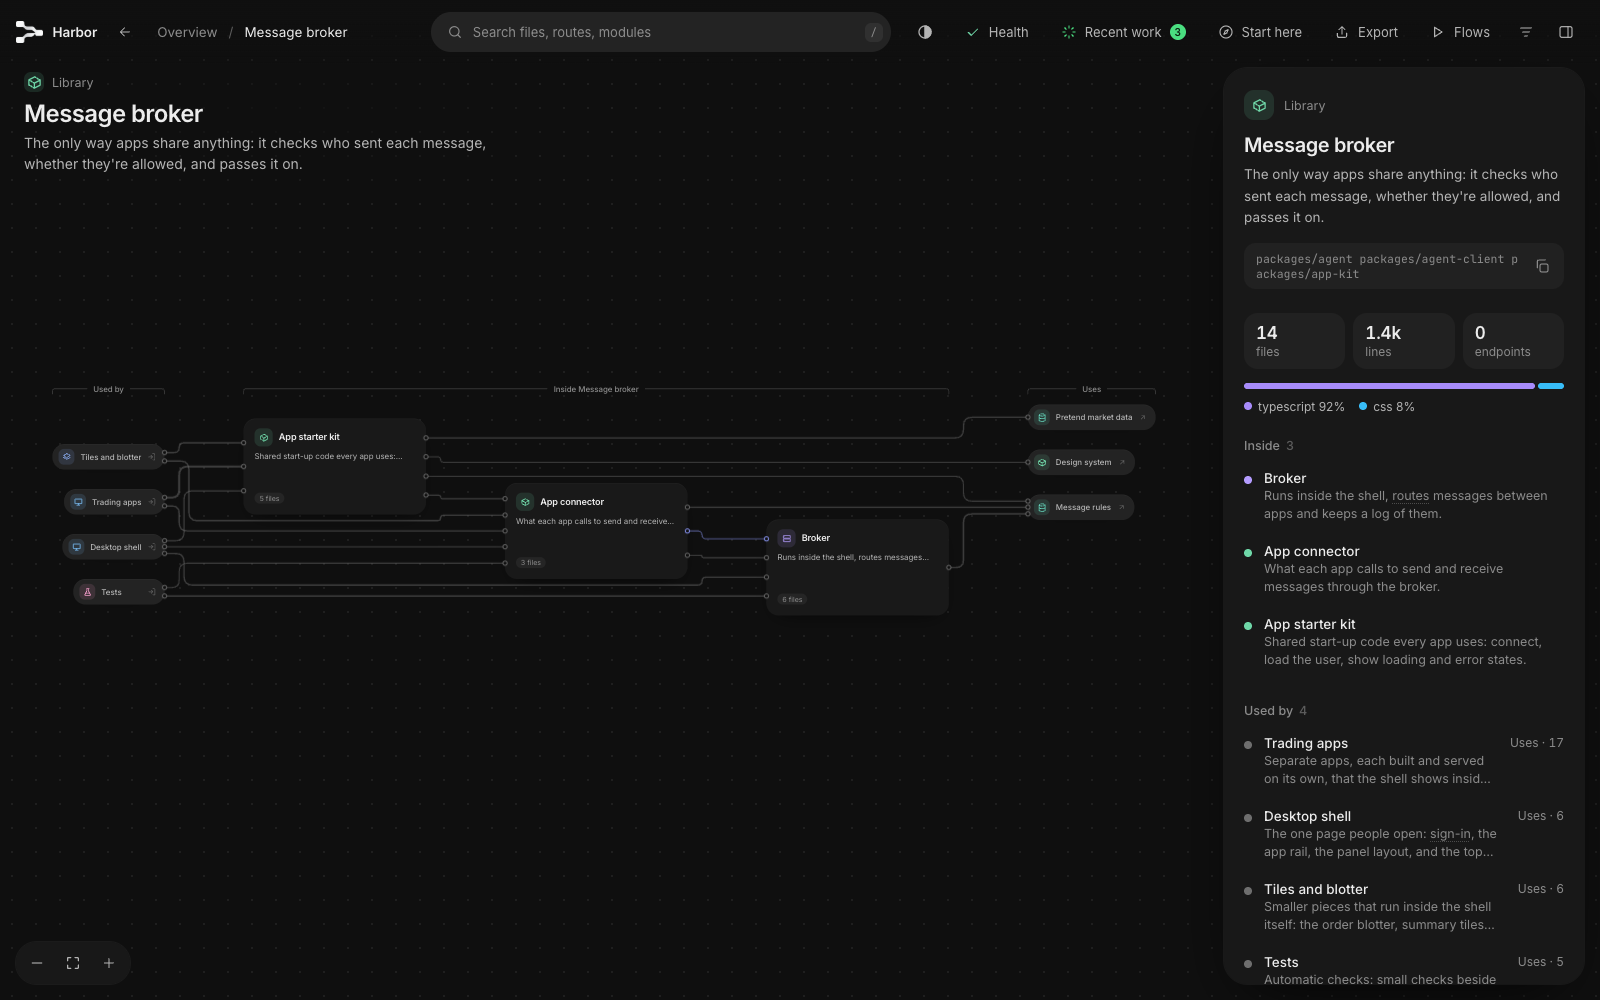 Harbor
Overview / Message broker
Search files, routes, modules /
Health
Recent work 3
Start here
Export
Flows
Library
Message broker
The only way apps share anything: it checks who sent each message,
whether they're allowed, and passes it on.
Used by
Inside Message broker
Uses
Tiles and blotter
Trading apps
Desktop shell
Tests
App starter kit
Shared start-up code every app uses:...
5 files
App connector
What each app calls to send and receive...
3 files
Broker
Runs inside the shell, routes messages...
6 files
Pretend market data
Design system
Message rules
Library
Message broker
The only way apps share anything: it checks who
sent each message, whether they're allowed, and
passes it on.
packages/agent packages/agent-client p
ackages/app-kit
14
files
1.4k
lines
0
endpoints
typescript 92% css 8%
Inside 3
Broker
Runs inside the shell, routes messages between
apps and keeps a log of them.
App connector
What each app calls to send and receive
messages through the broker.
App starter kit
Shared start-up code every app uses: connect,
load the user, show loading and error states.
Used by 4
Trading apps Uses · 17
Separate apps, each built and served
on its own, that the shell shows insid...
Desktop shell Uses · 6
The one page people open: sign-in, the
app rail, the panel layout, and the top...
Tiles and blotter Uses · 6
Smaller pieces that run inside the shell
itself: the order blotter, summary tiles...
Tests Uses · 5
Automatic checks: small checks beside